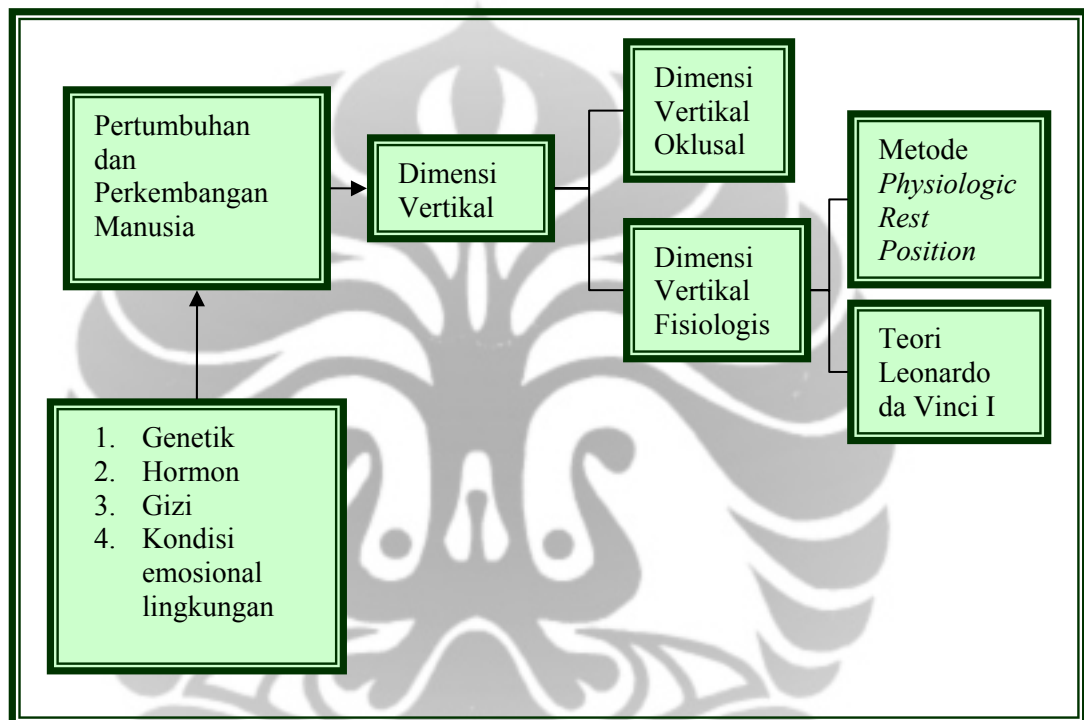 Pertumbuhan
dan
Perkembangan
Manusia
Dimensi
Vertikal
Dimensi
Vertikal
Oklusal
Dimensi
Vertikal
Fisiologis
Metode
Physiologic
Rest
Position
Teori
Leonardo
da Vinci I
1. Genetik
2. Hormon
3. Gizi
4. Kondisi
emosional
lingkungan